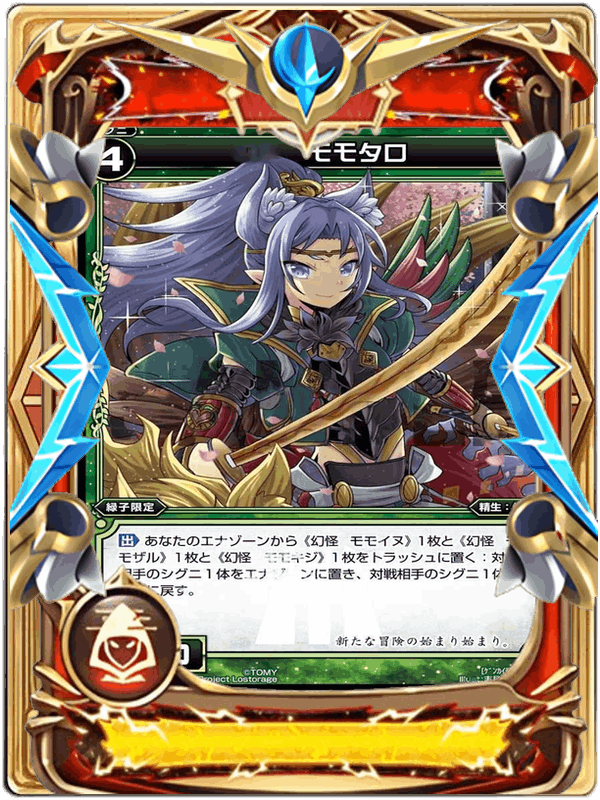 4
モモタロ
緑子限定
精生:
出 あなたのエナゾーンから《幻怪 モモイヌ》1枚と《幻怪
モザル》1枚と《幻怪 モモキジ》1枚をトラッシュに置く:対
相手のシグニ1体をエナゾーンに置き、対戦相手のシグニ1体
に戻す。
新たな冒険の始まり始まり。
©TOMY
Project Lostorage